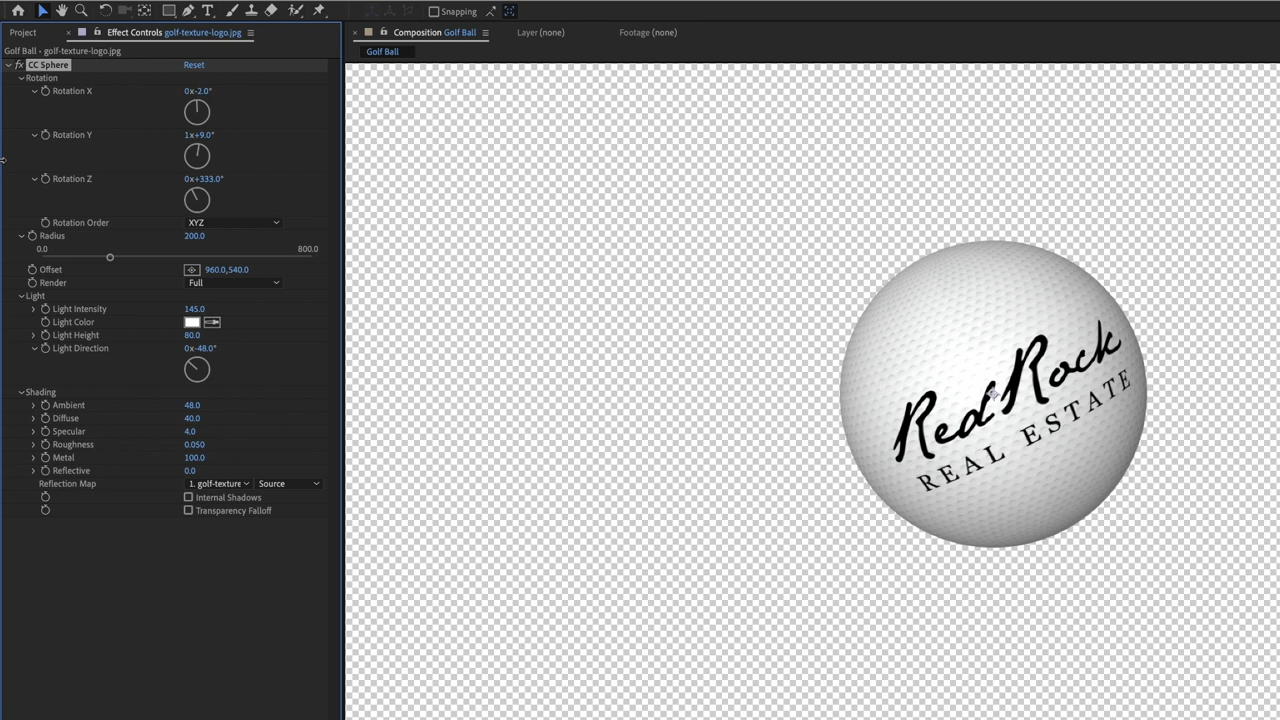 Snapping
Project
Effect Controls golf-texture-logo.jpg
Composition Golf Ball
Layer (none)
Footage (none)
Golf Ball • golf-texture-logo.jpg
Golf Ball
fx CC Sphere Reset
Rotation
Rotation X 0x-2.0°
Rotation Y 1x+9.0°
Rotation Z 0x+333.0°
Rotation Order XYZ
Radius 200.0
0.0 800.0
Offset 960.0,540.0
Render Full
Light
Light Intensity 145.0
Light Color
Light Height 80.0
Light Direction 0x-48.0°
Shading
Ambient 48.0
Diffuse 40.0
Specular 4.0
Roughness 0.050
Metal 100.0
Reflective 0.0
Reflection Map 1. golf-texture Source
Internal Shadows
Transparency Falloff
Red Rock
REAL ESTATE